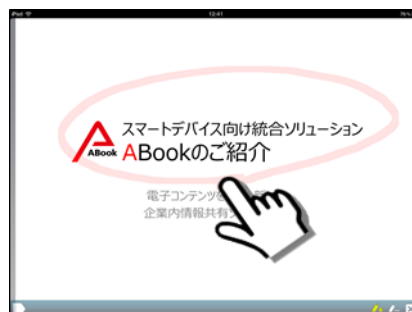 iPad
12:41
76%
スマートデバイス向け統合ソリューション
ABook
ABookのご紹介
電子コンテンツを
企業内情報共有